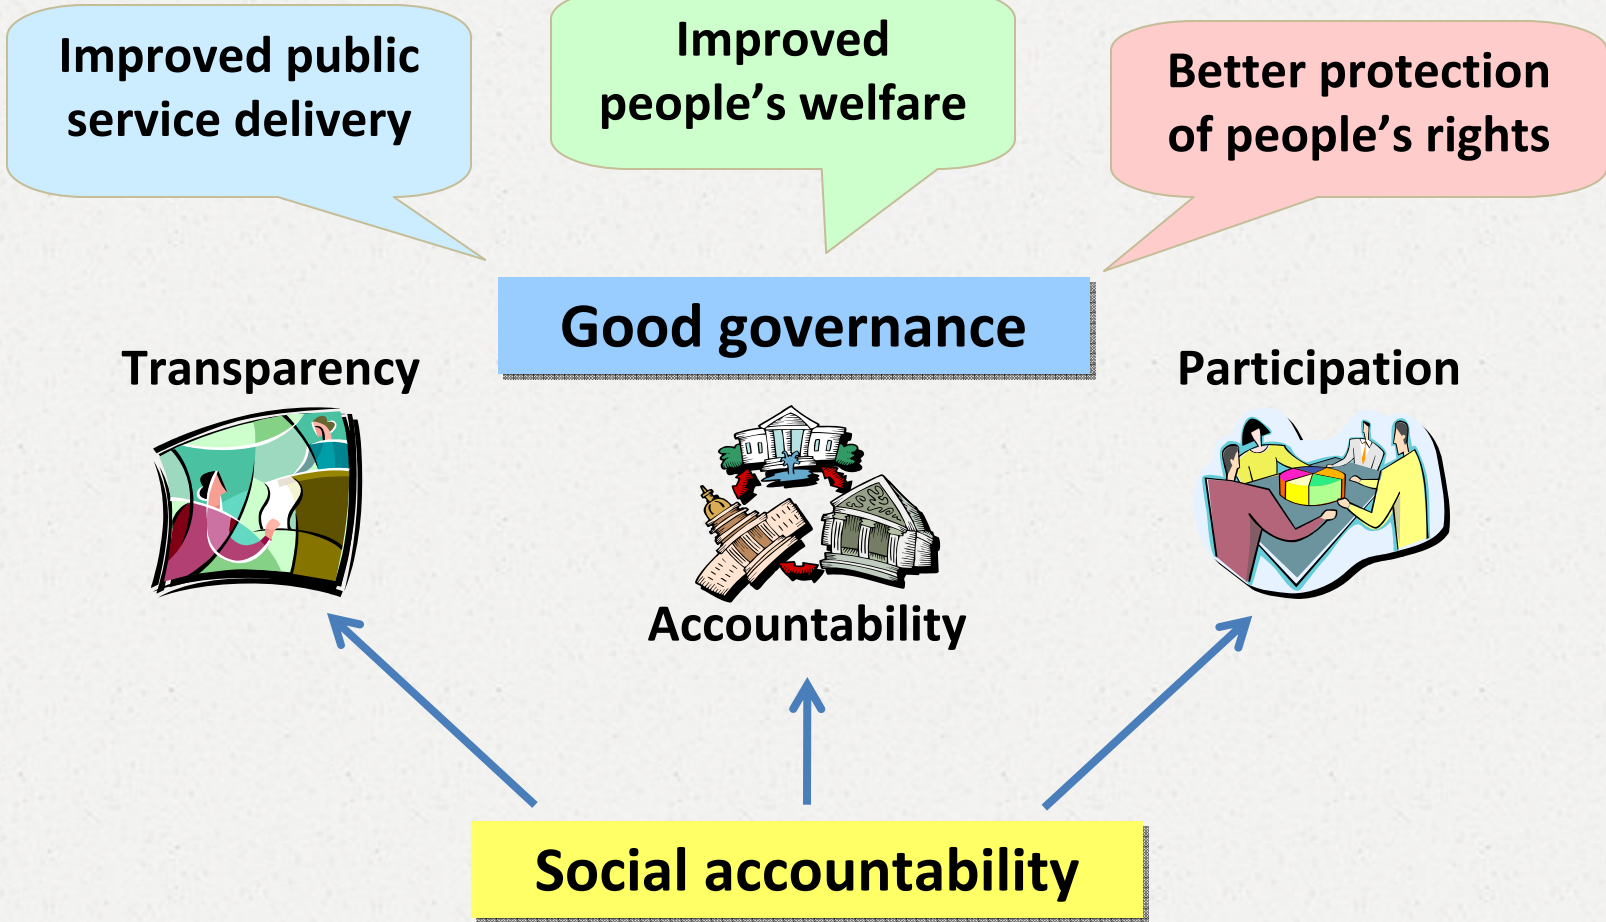 Improved public
service delivery
Improved
people’s welfare
Better protection
of people’s rights
Good governance
Transparency
Participation
Accountability
Social accountability